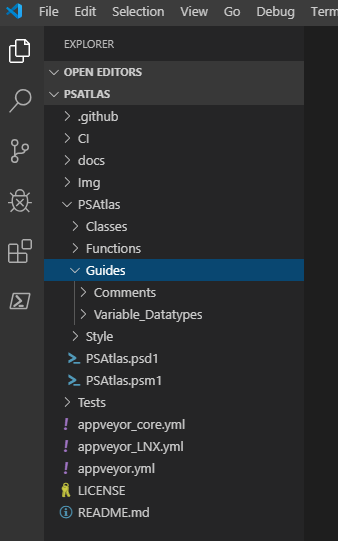 File Edit Selection View Go Debug Term
EXPLORER
OPEN EDITORS
PSATLAS
.github
CI
docs
Img
PSAtlas
Classes
Functions
Guides
Comments
Variable_Datatypes
Style
PSAtlas.psd1
PSAtlas.psm1
Tests
appveyor_core.yml
appveyor_LNX.yml
appveyor.yml
LICENSE
README.md